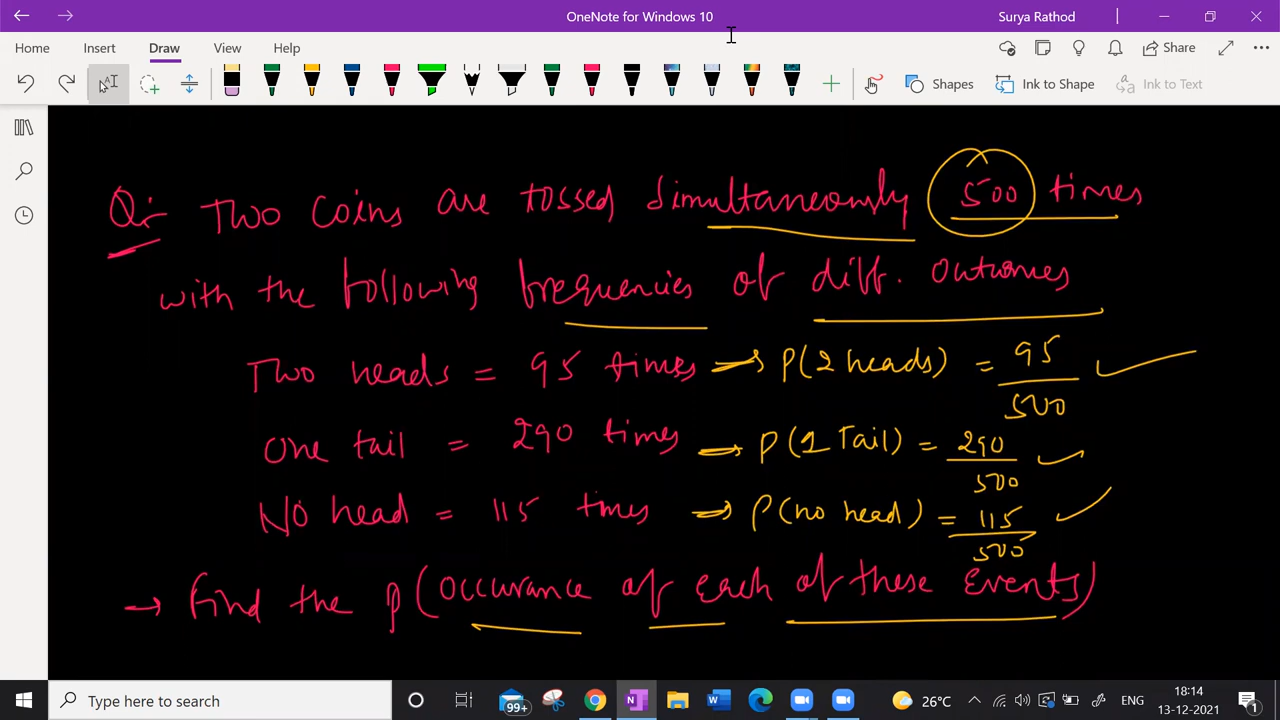 OneNote for Windows 10
Surya Rathod
Home Insert Draw View Help
Share
Shapes Ink to Shape Ink to Text
Q:- Two coins are tossed simultaneously 500 times
with the following frequencies of diff. outcomes
Two heads = 95 times → P(2 heads) = 95/500
One tail = 290 times → P(1 Tail) = 290/500
No head = 115 times → P(no head) = 115/500
→ Find the P(occurance of each of these events)
Type here to search
99+
26°C
ENG
18:14
13-12-2021
1